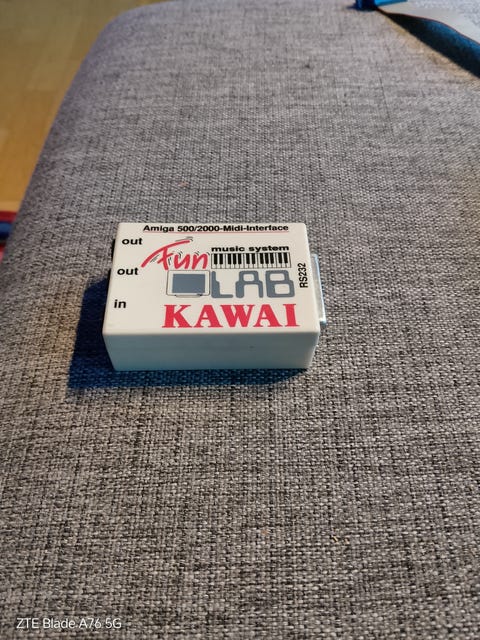 Amiga 500/2000-Midi-Interface
out
Fun music system
out
LAB
RS232
in
KAWAI
ZTE Blade A76 5G